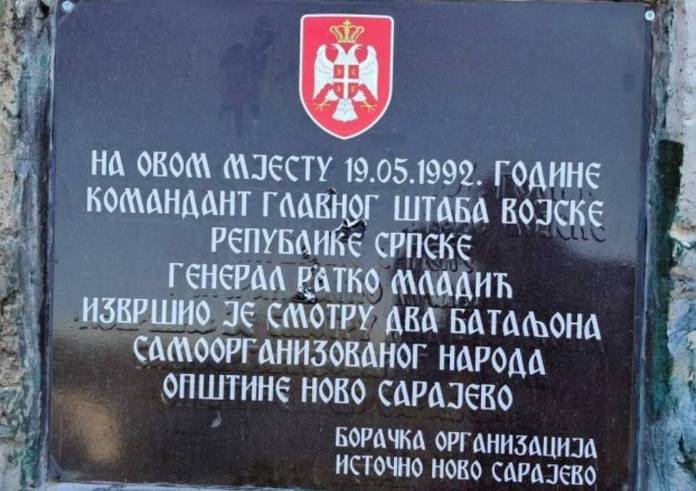 НА ОВОМ МЈЕСТУ 19.05.1992. ГОДИНЕ
КОМАНДАНТ ГЛАВНОГ ШТАБА ВОЈСКЕ
РЕПУБЛИКЕ СРПСКЕ
ГЕНЕРАЛ РАТКО МЛАДИЋ
ИЗВРШИО ЈЕ СМОТРУ ДВА БАТАЉОНА
САМООРГАНИЗОВАНОГ НАРОДА
ОПШТИНЕ НОВО САРАЈЕВО
БОРАЧКА ОРГАНИЗАЦИЈА
ИСТОЧНО НОВО САРАЈЕВО